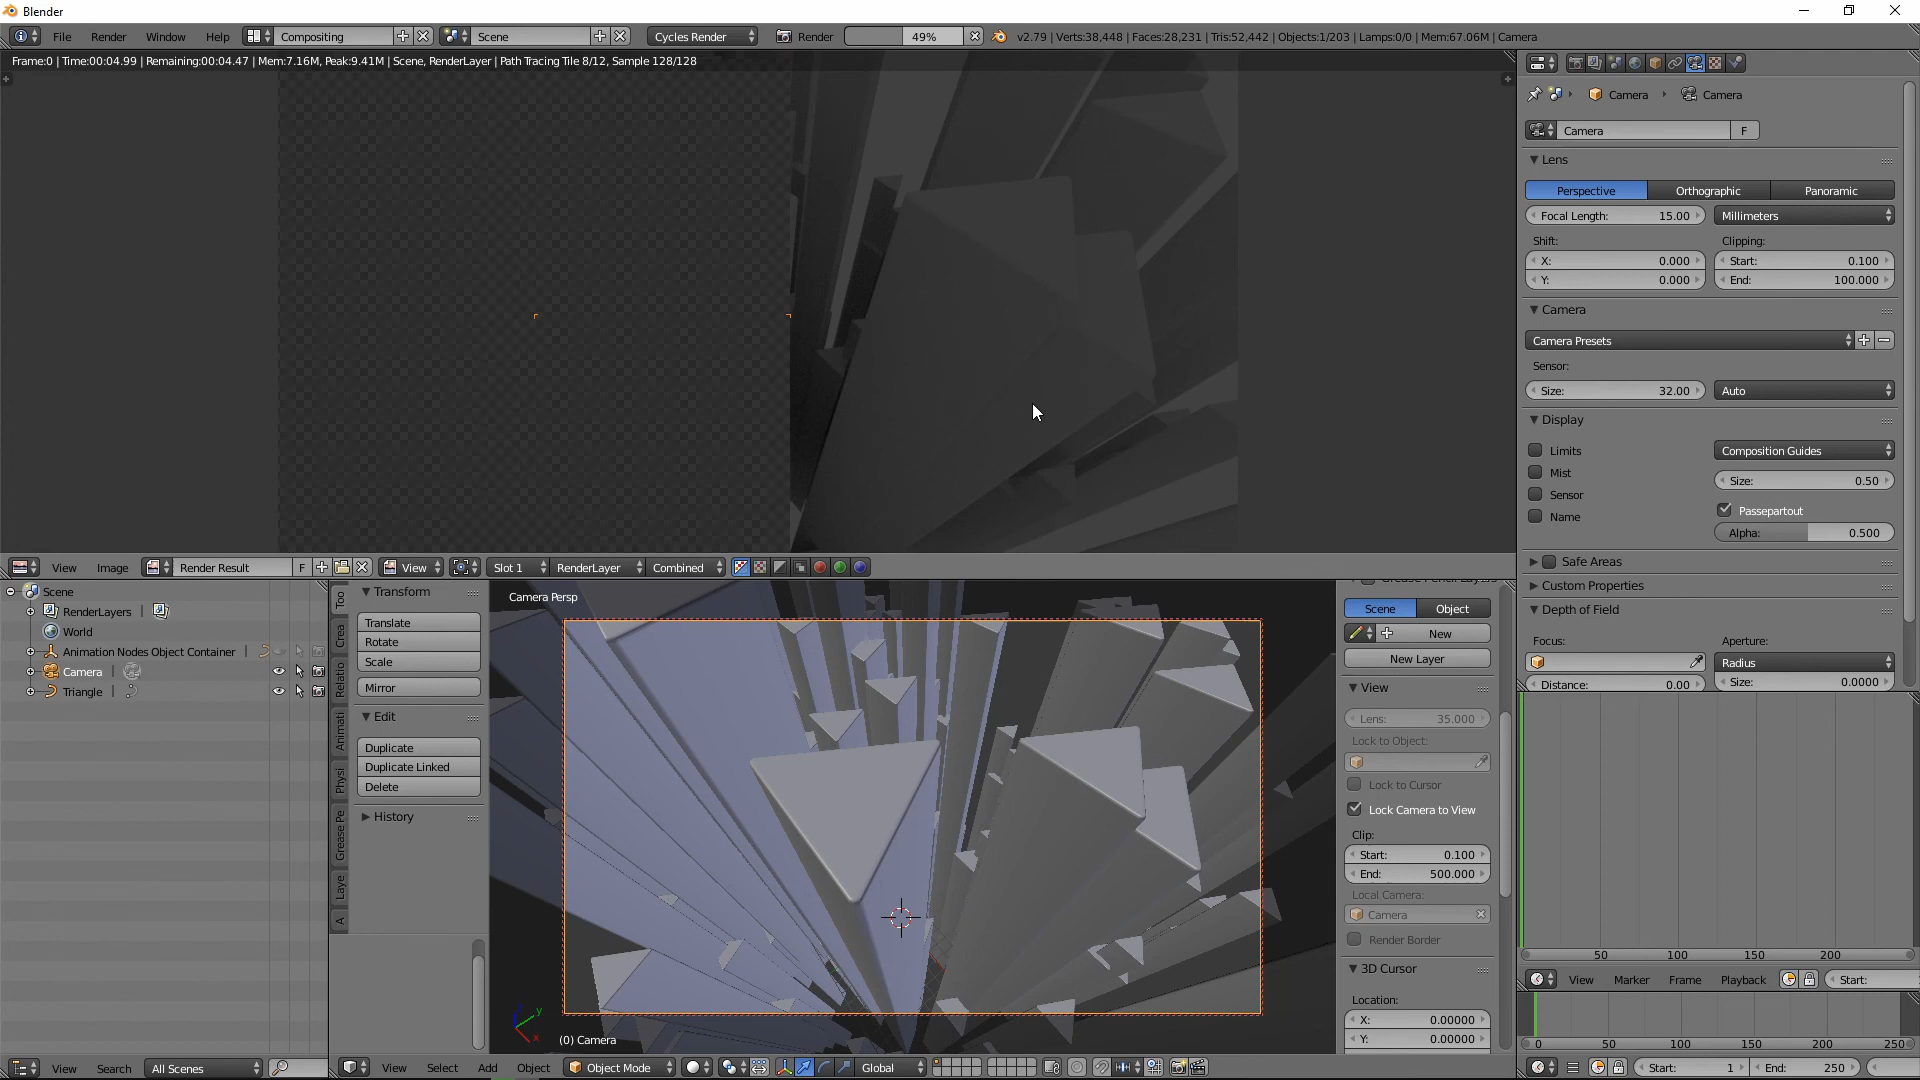 Blender
File Render Window Help Compositing Scene Cycles Render Render 49% v2.79 | Verts:38,448 | Faces:28,231 | Tris:52,442 | Objects:1/203 | Lamps:0/0 | Mem:67.06M | Camera
Frame:0 | Time:00:04.99 | Remaining:00:04.47 | Mem:7.16M, Peak:9.41M | Scene, RenderLayer | Path Tracing Tile 8/12, Sample 128/128
Camera Camera
Camera F
Lens
Perspective Orthographic Panoramic
Focal Length: 15.00 Millimeters
Shift: Clipping:
X: 0.000 Start: 0.100
Y: 0.000 End: 100.000
Camera
Camera Presets
Sensor:
Size: 32.00 Auto
Display
Limits Composition Guides
Mist Size: 0.50
Sensor
Name Passepartout
Alpha: 0.500
Safe Areas
Custom Properties
Depth of Field
Focus: Aperture:
Radius
Distance: 0.00 Size: 0.0000
View Image Render Result F View Slot 1 RenderLayer Combined
Scene
RenderLayers
World
Animation Nodes Object Container
Camera
Triangle
View Search All Scenes
Too
Crea
Relatio
Animati
Physi
Grease Pe
Laye
A
Transform
Translate
Rotate
Scale
Mirror
Edit
Duplicate
Duplicate Linked
Delete
History
Camera Persp
(0) Camera
View Select Add Object Object Mode Global
Scene Object
New
New Layer
View
Lens: 35.000
Lock to Object:
Lock to Cursor
Lock Camera to View
Clip:
Start: 0.100
End: 500.000
Local Camera:
Camera
Render Border
3D Cursor
Location:
X: 0.00000
Y: 0.00000
50 100 150 200
View Marker Frame Playback Start:
0 50 100 150 200 250
Start: 1 End: 250